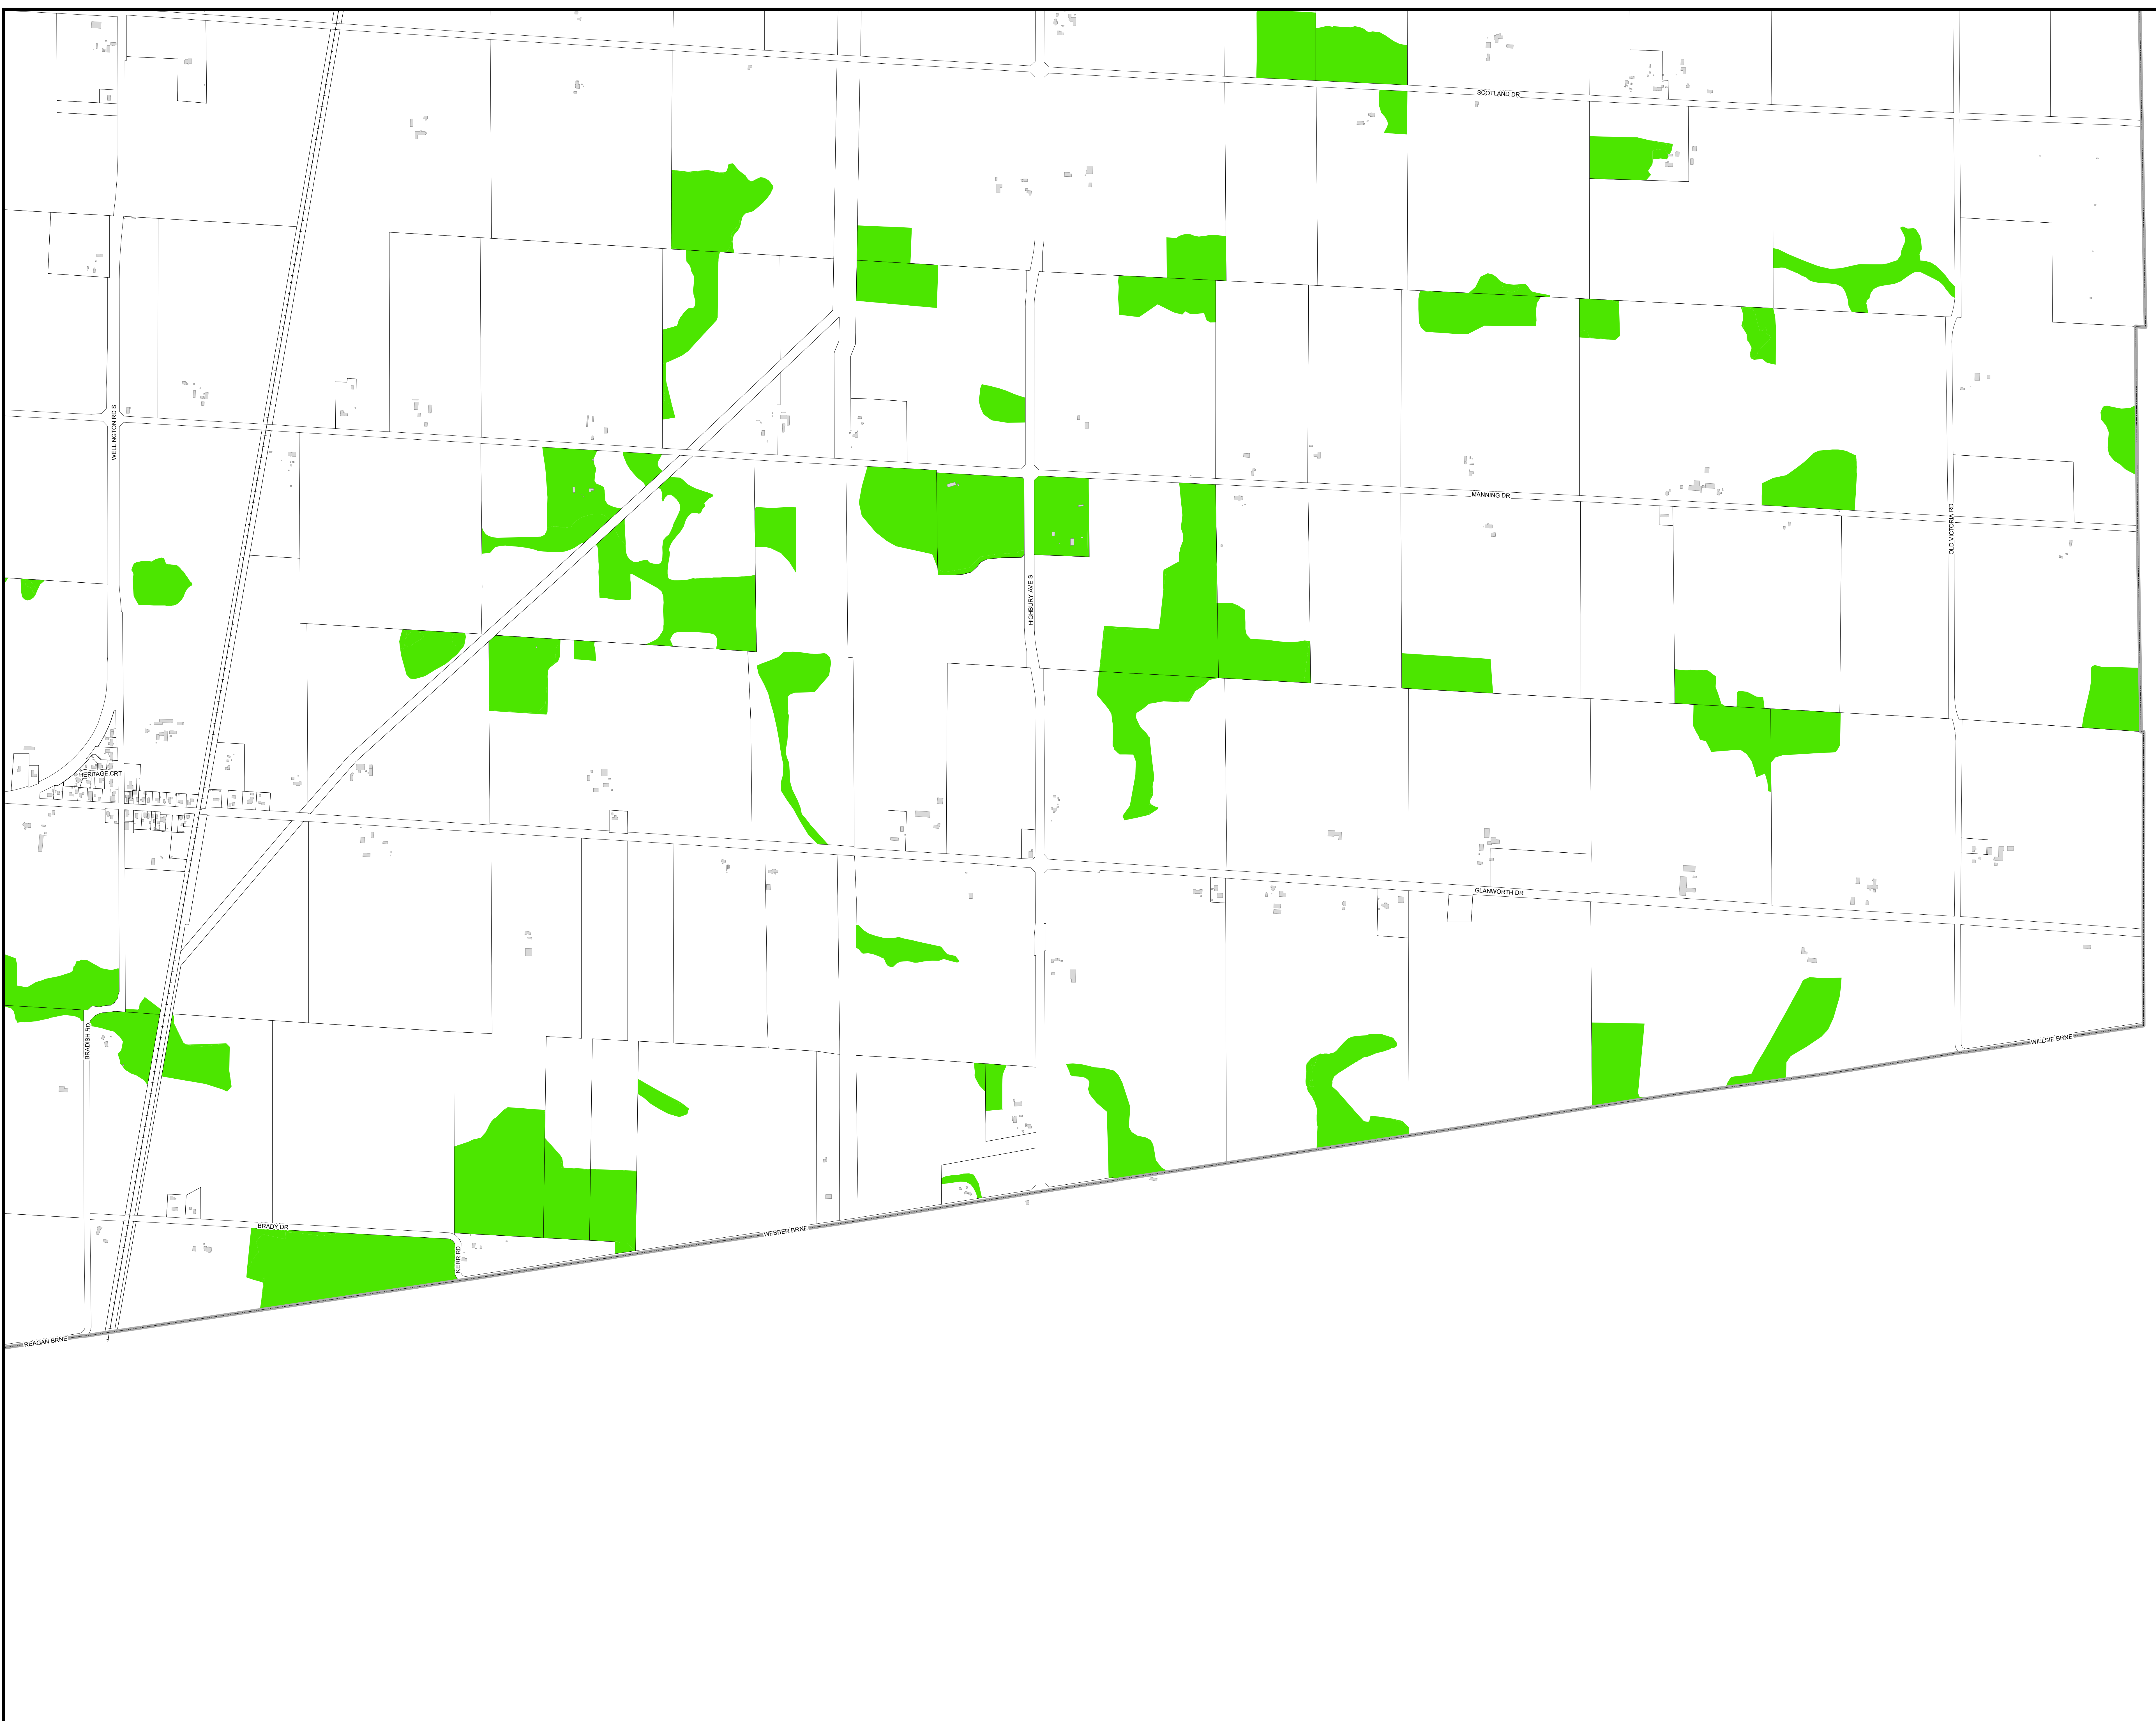 SCOTLAND DR
WELLINGTON RD S
MANNING DR
OLD VICTORIA RD
HIGHBURY AVE S
HERITAGE CRT
GLANWORTH DR
BRADISH RD
WILLSIE BRNE
BRADY DR
WEBBER BRNE
KERR RD
REAGAN BRNE